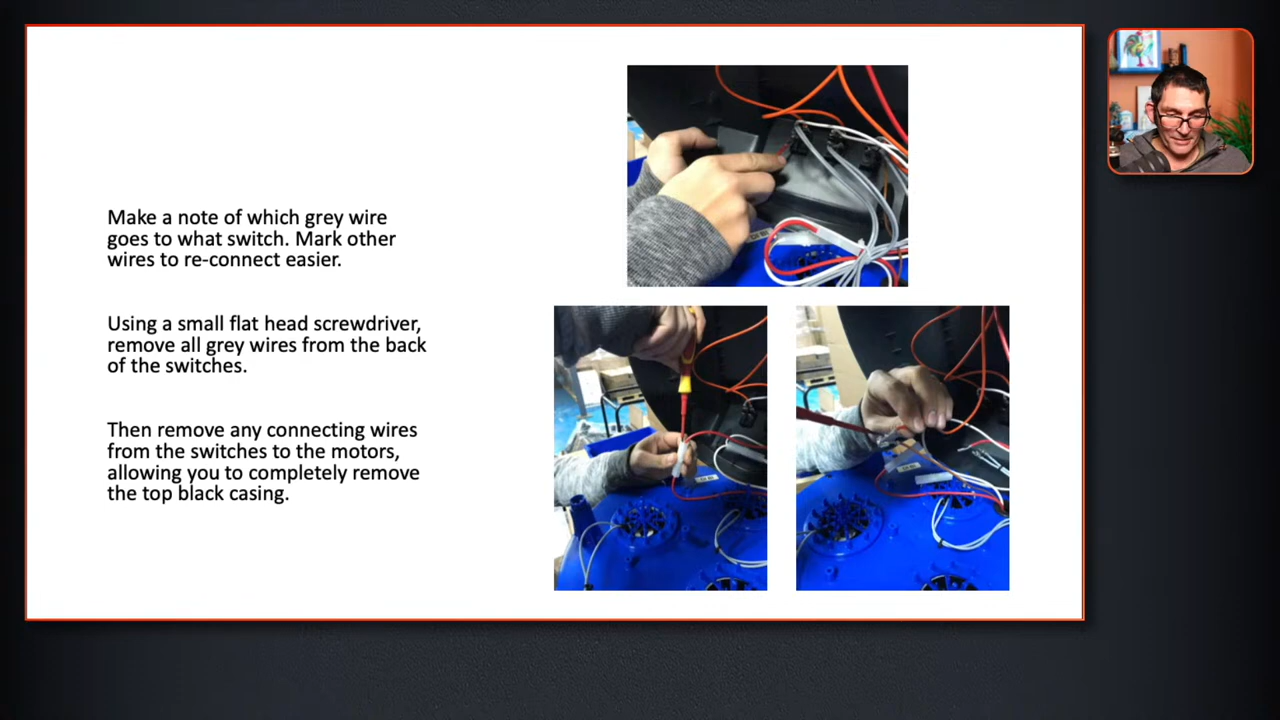 Make a note of which grey wire
goes to what switch. Mark other
wires to re-connect easier.
Using a small flat head screwdriver,
remove all grey wires from the back
of the switches.
Then remove any connecting wires
from the switches to the motors,
allowing you to completely remove
the top black casing.